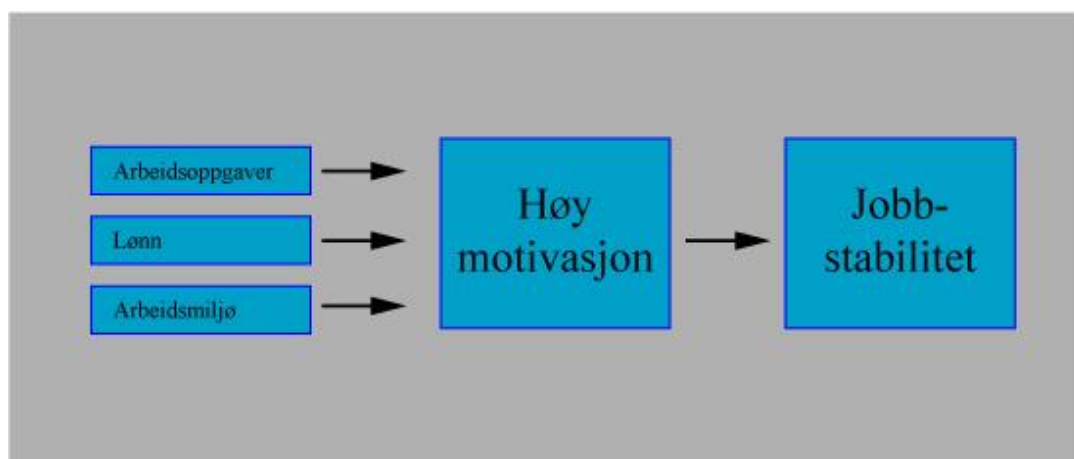 Arbeidsoppgaver
Lønn
Arbeidsmiljø
Høy
motivasjon
Jobb-
stabilitet